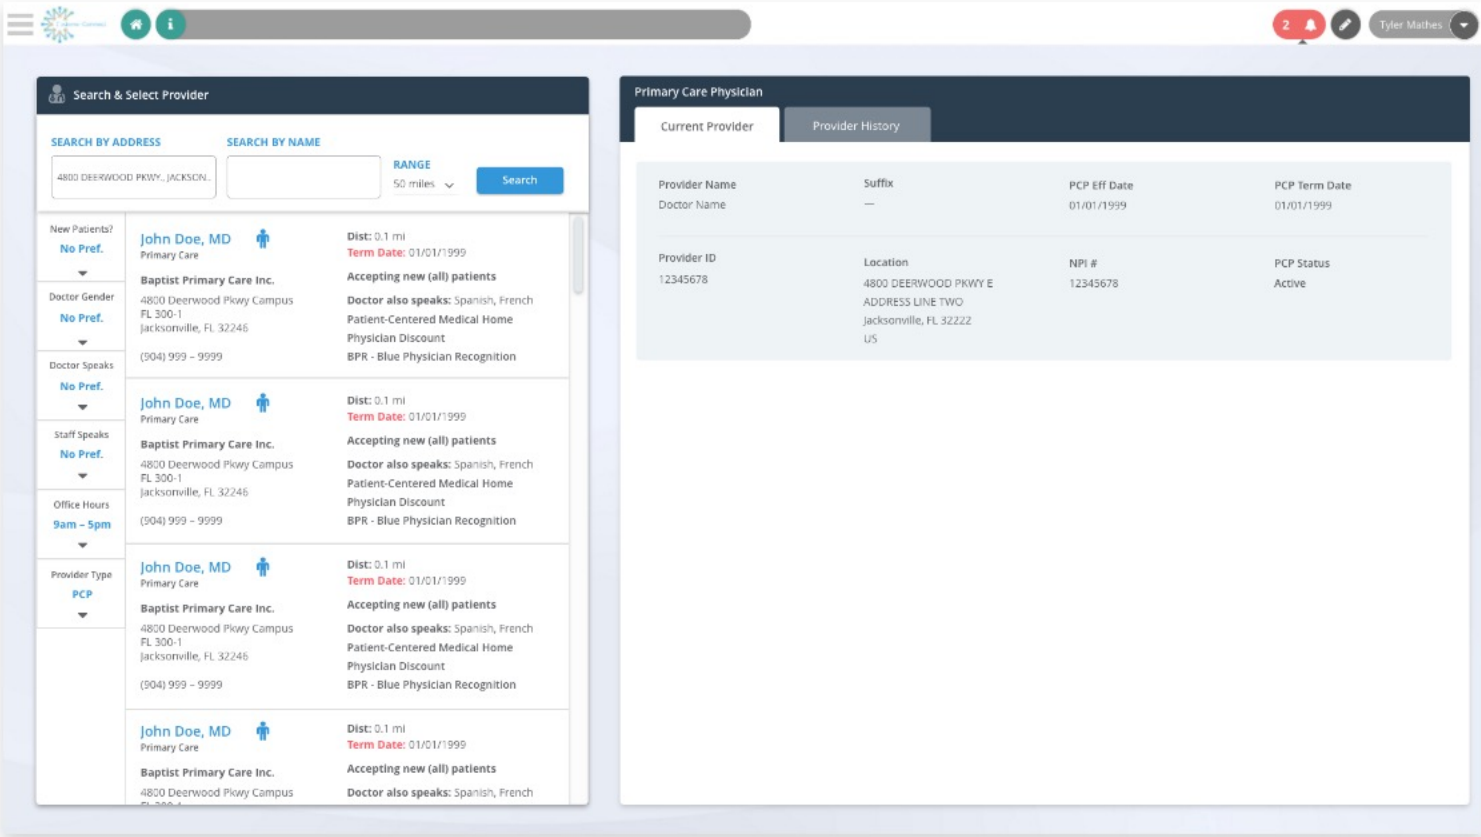 2
Tyler Mathes
Search & Select Provider
SEARCH BY ADDRESS
SEARCH BY NAME
4800 DEERWOOD PKWY., JACKSON...
RANGE
50 miles
Search
New Patients?
No Pref.
Doctor Gender
No Pref.
Doctor Speaks
No Pref.
Staff Speaks
No Pref.
Office Hours
9am – 5pm
Provider Type
PCP
John Doe, MD
Primary Care
Baptist Primary Care Inc.
4800 Deerwood Pkwy Campus
FL 300-1
Jacksonville, FL 32246
(904) 999 – 9999
Dist: 0.1 mi
Term Date: 01/01/1999
Accepting new (all) patients
Doctor also speaks: Spanish, French
Patient-Centered Medical Home
Physician Discount
BPR - Blue Physician Recognition
John Doe, MD
Primary Care
Baptist Primary Care Inc.
4800 Deerwood Pkwy Campus
FL 300-1
Jacksonville, FL 32246
(904) 999 – 9999
Dist: 0.1 mi
Term Date: 01/01/1999
Accepting new (all) patients
Doctor also speaks: Spanish, French
Patient-Centered Medical Home
Physician Discount
BPR - Blue Physician Recognition
John Doe, MD
Primary Care
Baptist Primary Care Inc.
4800 Deerwood Pkwy Campus
FL 300-1
Jacksonville, FL 32246
(904) 999 – 9999
Dist: 0.1 mi
Term Date: 01/01/1999
Accepting new (all) patients
Doctor also speaks: Spanish, French
Patient-Centered Medical Home
Physician Discount
BPR - Blue Physician Recognition
John Doe, MD
Primary Care
Baptist Primary Care Inc.
4800 Deerwood Pkwy Campus
Dist: 0.1 mi
Term Date: 01/01/1999
Accepting new (all) patients
Doctor also speaks: Spanish, French
Primary Care Physician
Current Provider
Provider History
Provider Name
Doctor Name
Suffix
—
PCP Eff Date
01/01/1999
PCP Term Date
01/01/1999
Provider ID
12345678
Location
4800 DEERWOOD PKWY E
ADDRESS LINE TWO
Jacksonville, FL 32222
US
NPI #
12345678
PCP Status
Active